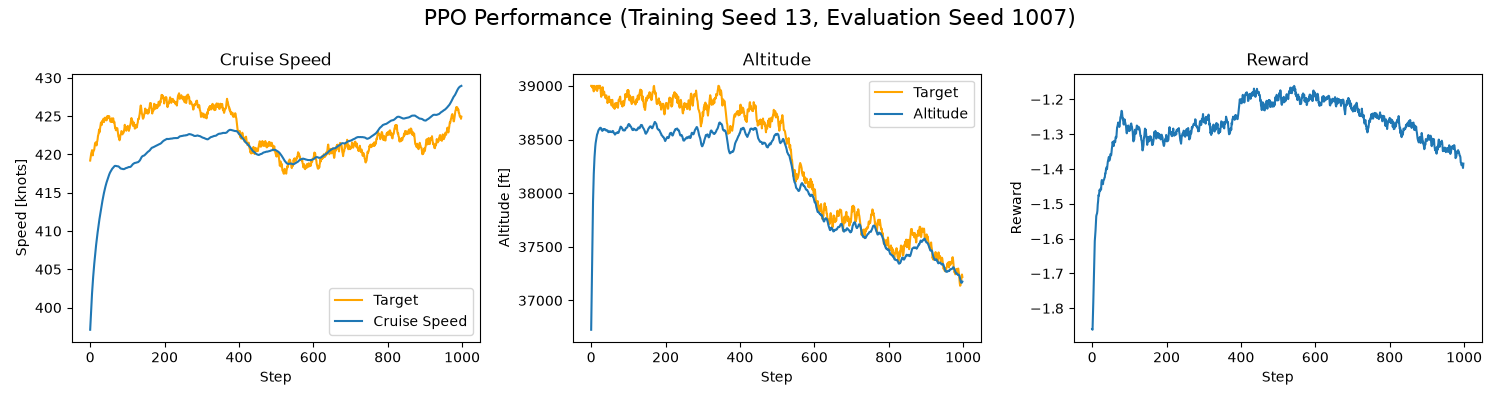 PPO Performance (Training Seed 13, Evaluation Seed 1007)
Cruise Speed
Speed [knots]
430
425
420
415
410
405
400
0
200
400
600
800
1000
Step
Target
Cruise Speed
Altitude
Altitude [ft]
39000
38500
38000
37500
37000
0
200
400
600
800
1000
Step
Target
Altitude
Reward
Reward
−1.2
−1.3
−1.4
−1.5
−1.6
−1.7
−1.8
0
200
400
600
800
1000
Step